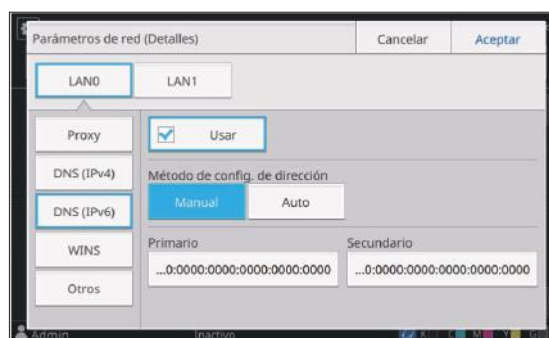 Parámetros de red (Detalles) Cancelar Aceptar
LAN0 LAN1
Proxy
Usar
DNS (IPv4)
Método de config. de dirección
Manual Auto
DNS (IPv6)
WINS
Primario Secundario
...0:0000:0000:0000:0000:0000 ...0:0000:0000:0000:0000:0000
Otros
Admin Inactivo K C M Y G